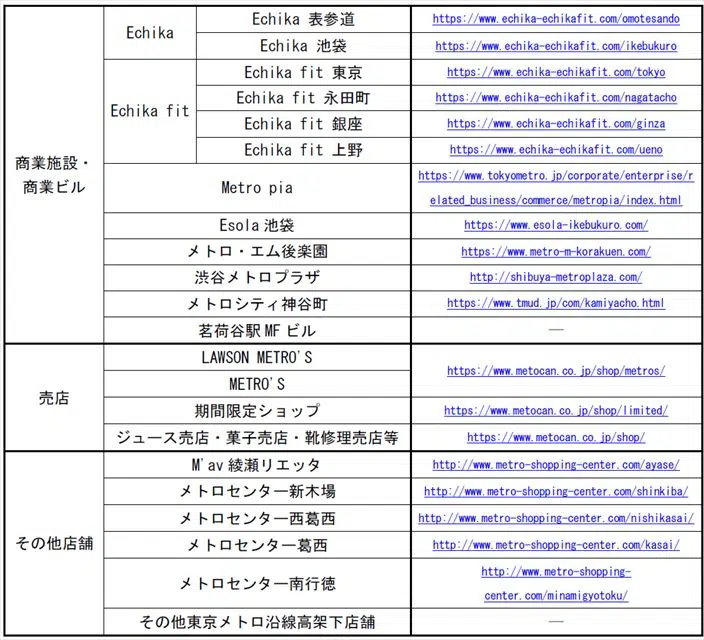 商業施設・
商業ビル
Echika
Echika 表参道
https://www.echika-echikafit.com/omotesando
Echika 池袋
https://www.echika-echikafit.com/ikebukuro
Echika fit
Echika fit 東京
https://www.echika-echikafit.com/tokyo
Echika fit 永田町
https://www.echika-echikafit.com/nagatacho
Echika fit 銀座
https://www.echika-echikafit.com/ginza
Echika fit 上野
https://www.echika-echikafit.com/ueno
Metro pia
https://www.tokyometro.jp/corporate/enterprise/r
elated_business/commerce/metropia/index.html
Esola 池袋
https://www.esola-ikebukuro.com/
メトロ・エム後楽園
https://www.metro-m-korakuen.com/
渋谷メトロプラザ
http://shibuya-metroplaza.com/
メトロシティ神谷町
https://www.tmud.jp/com/kamiyacho.html
茗荷谷駅 MF ビル
―
売店
LAWSON METRO'S
METRO'S
https://www.metocan.co.jp/shop/metros/
期間限定ショップ
https://www.metocan.co.jp/shop/limited/
ジュース売店・菓子売店・靴修理売店等
https://www.metocan.co.jp/shop/
その他店舗
M'av 綾瀬リエッタ
http://www.metro-shopping-center.com/ayase/
メトロセンター新木場
http://www.metro-shopping-center.com/shinkiba/
メトロセンター西葛西
http://www.metro-shopping-center.com/nishikasai/
メトロセンター葛西
http://www.metro-shopping-center.com/kasai/
メトロセンター南行徳
http://www.metro-shopping-
center.com/minamigyotoku/
その他東京メトロ沿線高架下店舗
―